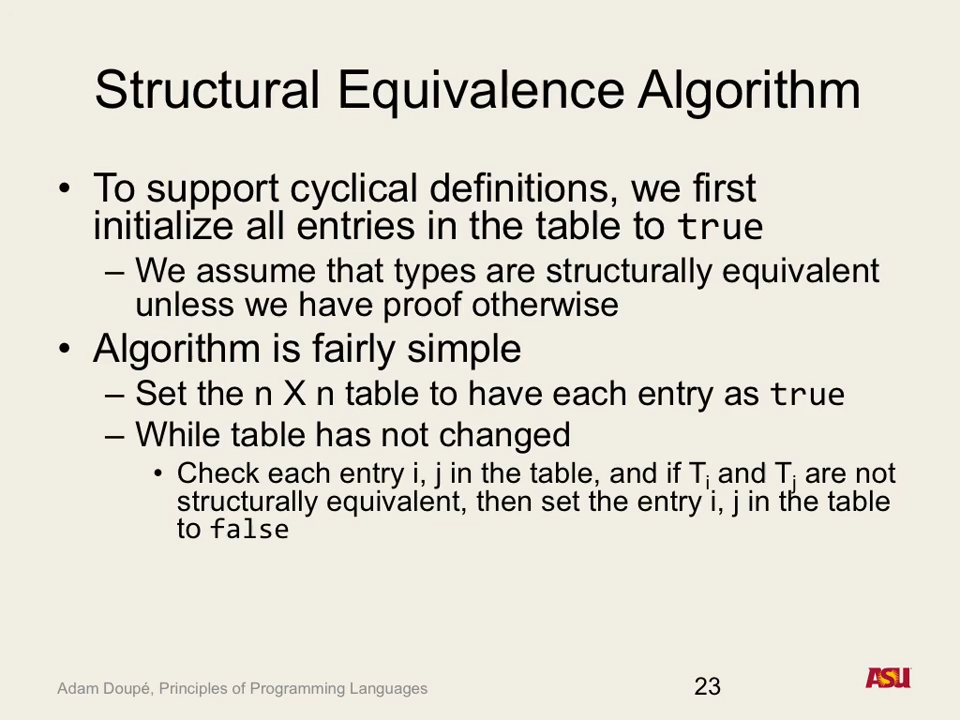 Structural Equivalence Algorithm
• To support cyclical definitions, we first
initialize all entries in the table to true
– We assume that types are structurally equivalent
unless we have proof otherwise
• Algorithm is fairly simple
– Set the n X n table to have each entry as true
– While table has not changed
• Check each entry i, j in the table, and if Ti and Tj are not
structurally equivalent, then set the entry i, j in the table
to false
Adam Doupé, Principles of Programming Languages
23
ASU